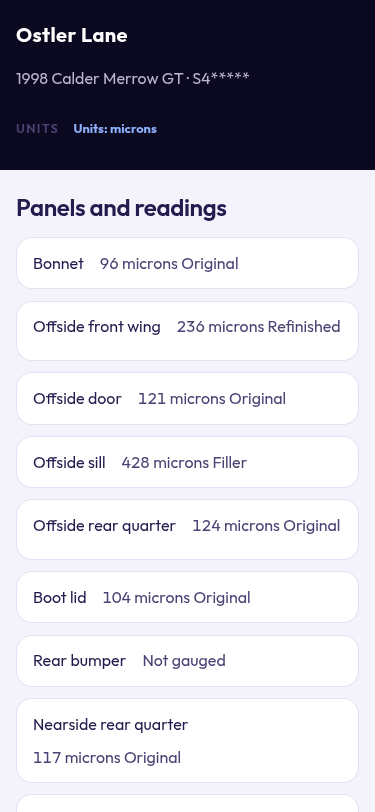 Ostler Lane
1998 Calder Merrow GT · S4*****
UNITS Units: microns
Panels and readings
Bonnet 96 microns Original
Offside front wing 236 microns Refinished
Offside door 121 microns Original
Offside sill 428 microns Filler
Offside rear quarter 124 microns Original
Boot lid 104 microns Original
Rear bumper Not gauged
Nearside rear quarter
117 microns Original